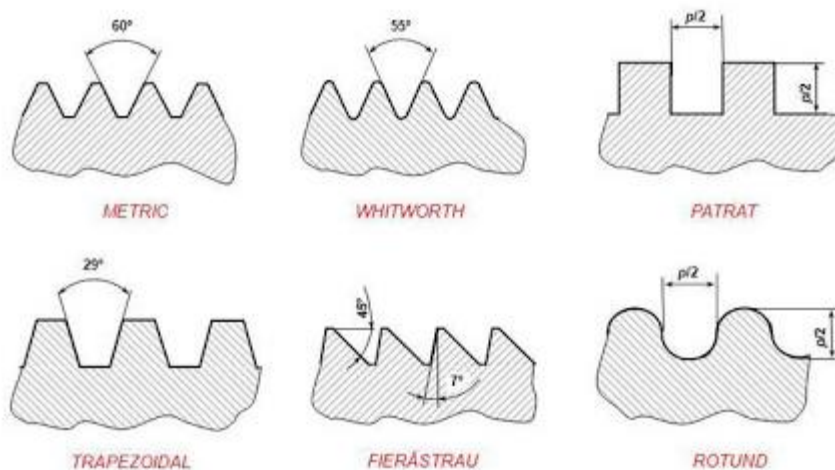 60°
55°
p/2
p/2
METRIC
WHITWORTH
PATRAT
29°
45°
7°
p/2
p/2
TRAPEZOIDAL
FIERĂSTRAU
ROTUND